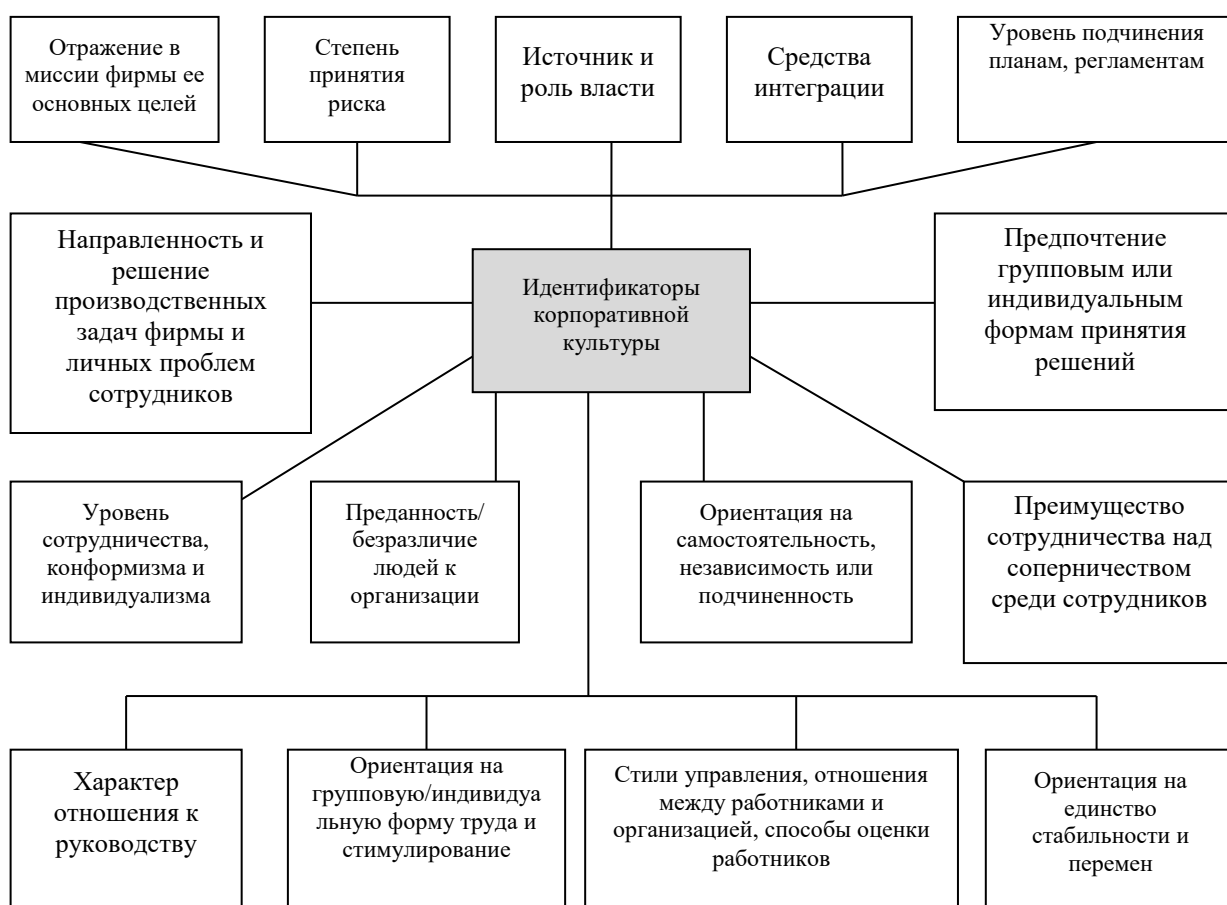 Отражение в
миссии фирмы ее
основных целей
Степень
принятия
риска
Источник и
роль власти
Средства
интеграции
Уровень подчинения
планам, регламентам
Направленность и
решение
производственных
задач фирмы и
личных проблем
сотрудников
Идентификаторы
корпоративной
культуры
Предпочтение
групповым или
индивидуальным
формам принятия
решений
Уровень
сотрудничества,
конформизма и
индивидуализма
Преданность/
безразличие
людей к
организации
Ориентация на
самостоятельность,
независимость или
подчиненность
Преимущество
сотрудничества над
соперничеством
среди сотрудников
Характер
отношения к
руководству
Ориентация на
групповую/индивидуа
льную форму труда и
стимулирование
Стили управления, отношения
между работниками и
организацией, способы оценки
работников
Ориентация на
единство
стабильности и
перемен